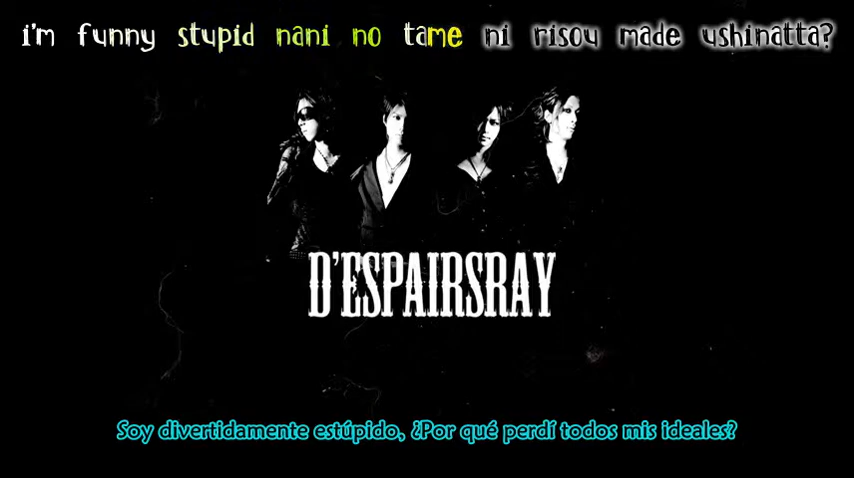 i'm funny stupid nani no tame ni risou made ushinatta?
D'ESPAIRSRAY
Soy divertidamente estúpido, ¿Por qué perdí todos mis ideales?